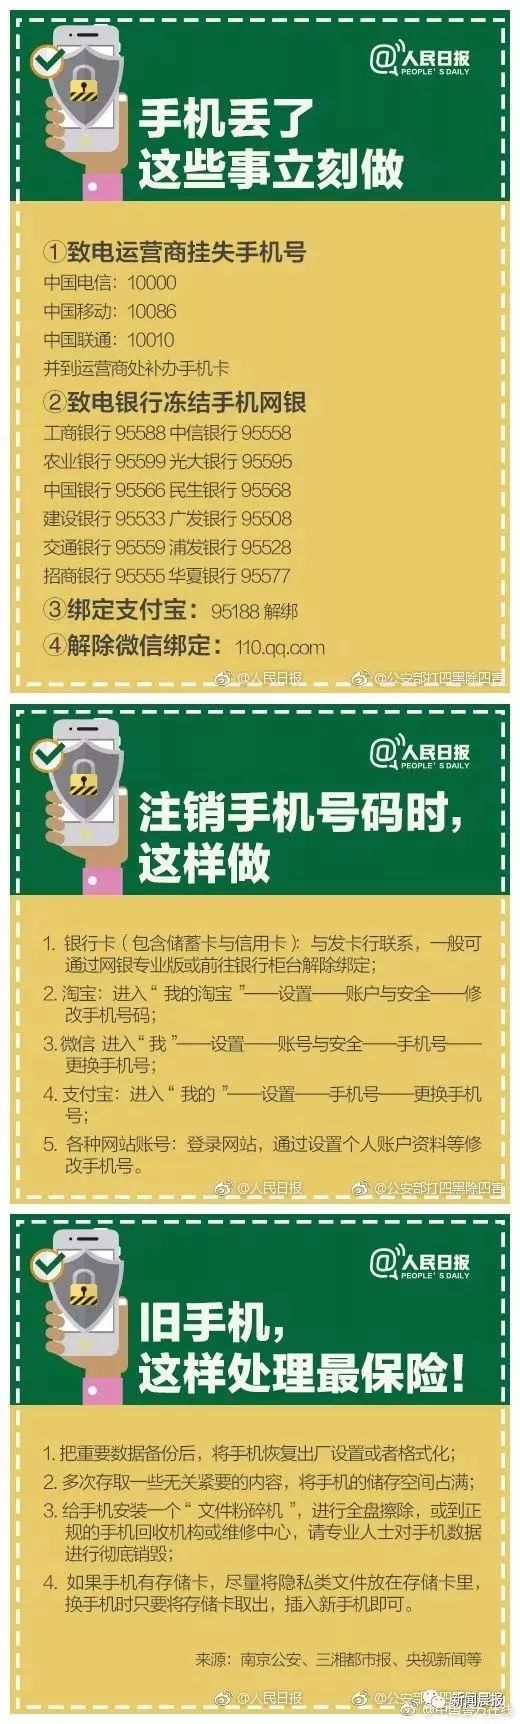 @人民日报
PEOPLE'S DAILY
手机丢了
这些事立刻做
①致电运营商挂失手机号
中国电信：10000
中国移动：10086
中国联通：10010
并到运营商处补办手机卡
②致电银行冻结手机网银
工商银行 95588 中信银行 95558
农业银行 95599 光大银行 95595
中国银行 95566 民生银行 95568
建设银行 95533 广发银行 95508
交通银行 95559 浦发银行 95528
招商银行 95555 华夏银行 95577
③绑定支付宝：95188 解绑
④解除微信绑定：110.qq.com
@人民日报 @公安部打四黑除四害
@人民日报
PEOPLE'S DAILY
注销手机号码时，
这样做
1. 银行卡（包含储蓄卡与信用卡）：与发卡行联系，一般可
通过网银专业版或前往银行柜台解除绑定；
2. 淘宝：进入“我的淘宝”——设置——账户与安全——修
改手机号码；
3. 微信：进入“我”——设置——账号与安全——手机号——
更换手机号；
4. 支付宝：进入“我的”——设置——手机号——更换手机
号；
5. 各种网站账号：登录网站，通过设置个人账户资料等修
改手机号。
@人民日报 @公安部打四黑除四害
@人民日报
PEOPLE'S DAILY
旧手机，
这样处理最保险！
1. 把重要数据备份后，将手机恢复出厂设置或者格式化；
2. 多次存取一些无关紧要的内容，将手机的储存空间占满；
3. 给手机安装一个“文件粉碎机”，进行全盘擦除，或到正
规的手机回收机构或维修中心，请专业人士对手机数据
进行彻底销毁；
4. 如果手机有存储卡，尽量将隐私类文件放在存储卡里，
换手机时只要将存储卡取出，插入新手机即可。
来源：南京公安、三湘都市报、央视新闻等
@人民日报
新闻晨报
@中国警方在线